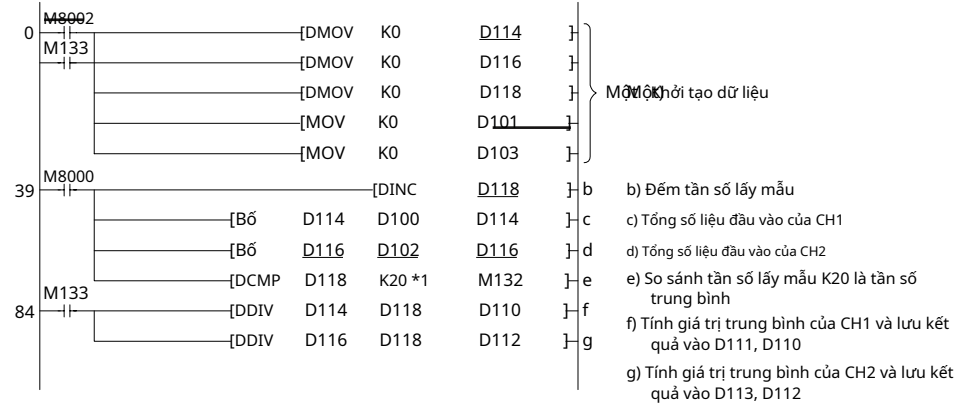 M8002
0 [DMOV K0 D114 ]
M133
[DMOV K0 D116 ]
[DMOV K0 D118 ] Khởi tạo dữ liệu
[MOV K0 D101 ]
[MOV K0 D103 ]
M8000
39 [DINC D118 ] b b) Đếm tần số lấy mẫu
[Bố D114 D100 D114 ] c c) Tổng số liệu đầu vào của CH1
[Bố D116 D102 D116 ] d d) Tổng số liệu đầu vào của CH2
[DCMP D118 K20 *1 M132 ] e e) So sánh tần số lấy mẫu K20 là tần số
trung bình
M133
84 [DDIV D114 D118 D110 ] f f) Tính giá trị trung bình của CH1 và lưu kết
quả vào D111, D110
[DDIV D116 D118 D112 ] g g) Tính giá trị trung bình của CH2 và lưu kết
quả vào D113, D112